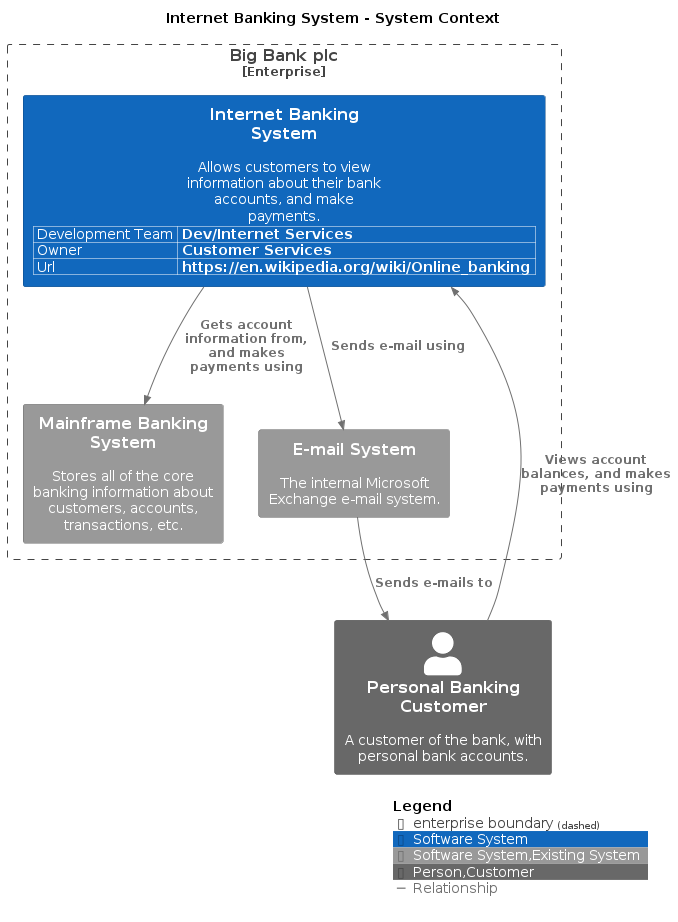 Internet Banking System - System Context
Big Bank plc
[Enterprise]
Internet Banking
System
Allows customers to view
information about their bank
accounts, and make
payments.
Development Team Dev/Internet Services
Owner Customer Services
Url https://en.wikipedia.org/wiki/Online_banking
Gets account
information from,
and makes
payments using
Sends e-mail using
Mainframe Banking
System
Stores all of the core
banking information about
customers, accounts,
transactions, etc.
E-mail System
The internal Microsoft
Exchange e-mail system.
Views account
balances, and makes
payments using
Sends e-mails to
Personal Banking
Customer
A customer of the bank, with
personal bank accounts.
Legend
▯ enterprise boundary (dashed)
▯ Software System
▯ Software System,Existing System
▯ Person,Customer
─ Relationship